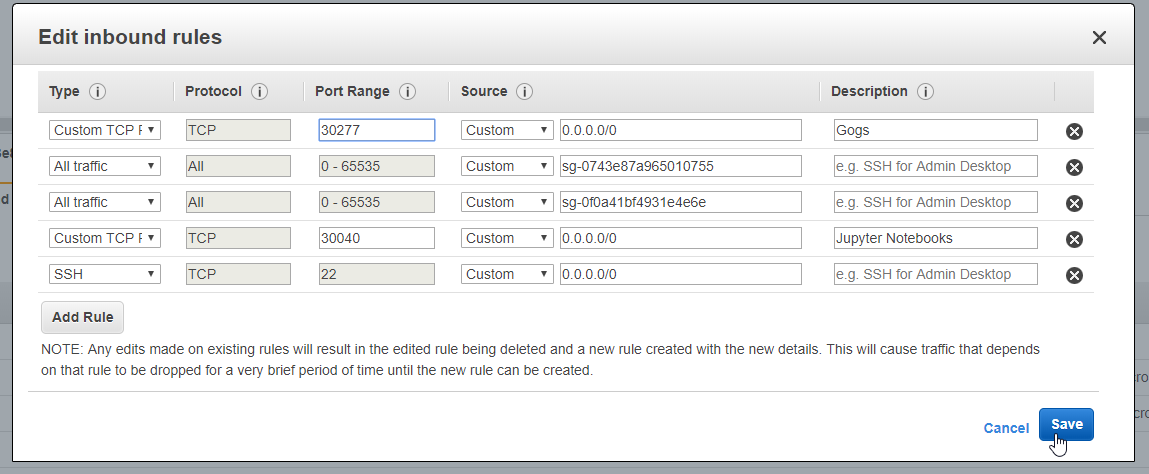 Edit inbound rules
Type Protocol Port Range Source Description
Custom TCP F TCP 30277 Custom 0.0.0.0/0 Gogs
All traffic All 0 - 65535 Custom sg-0743e87a965010755 e.g. SSH for Admin Desktop
All traffic All 0 - 65535 Custom sg-0f0a41bf4931e4e6e e.g. SSH for Admin Desktop
Custom TCP F TCP 30040 Custom 0.0.0.0/0 Jupyter Notebooks
SSH TCP 22 Custom 0.0.0.0/0 e.g. SSH for Admin Desktop
Add Rule
NOTE: Any edits made on existing rules will result in the edited rule being deleted and a new rule created with the new details. This will cause traffic that depends
on that rule to be dropped for a very brief period of time until the new rule can be created.
Cancel Save